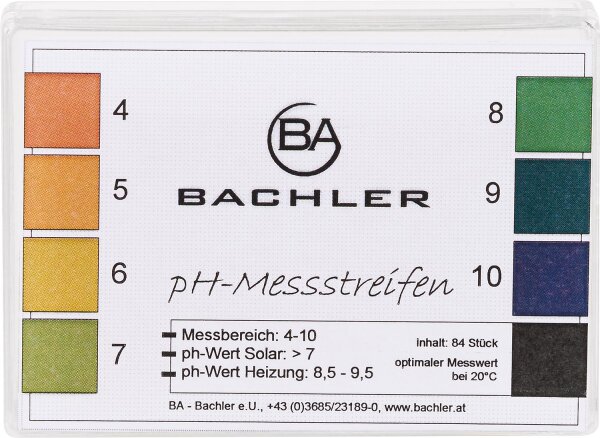 4
5
6
7
BA
BACHLER
pH-Messstreifen
8
9
10
Messbereich: 4-10
ph-Wert Solar: > 7
ph-Wert Heizung: 8,5 - 9,5
inhalt: 84 Stück
optimaler Messwert
bei 20°C
BA - Bachler e.U., +43 (0)3685/23189-0, www.bachler.at